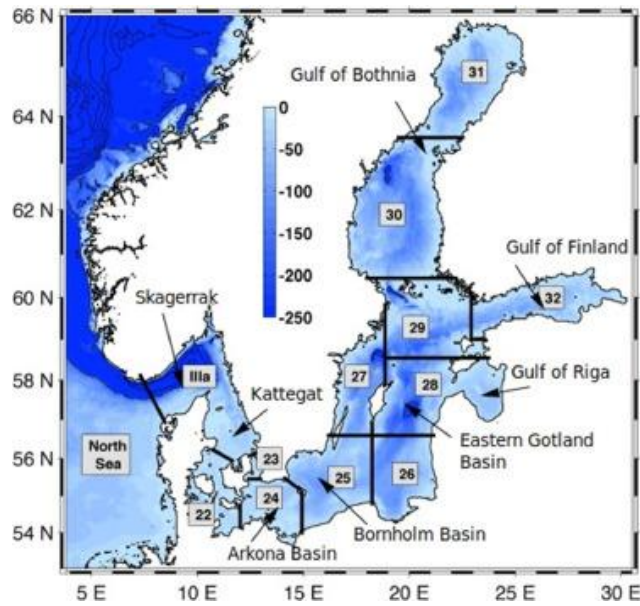 66 N
64 N
62 N
60 N
58 N
56 N
54 N
31
Gulf of Bothnia
0
-50
-100
-150
-200
-250
30
Gulf of Finland
32
Skagerrak
29
IIIa
27
28
Gulf of Riga
Kattegat
North
Sea
23
Eastern Gotland
Basin
25
26
24
22
Bornholm Basin
Arkona Basin
5 E
10 E
15 E
20 E
25 E
30 E